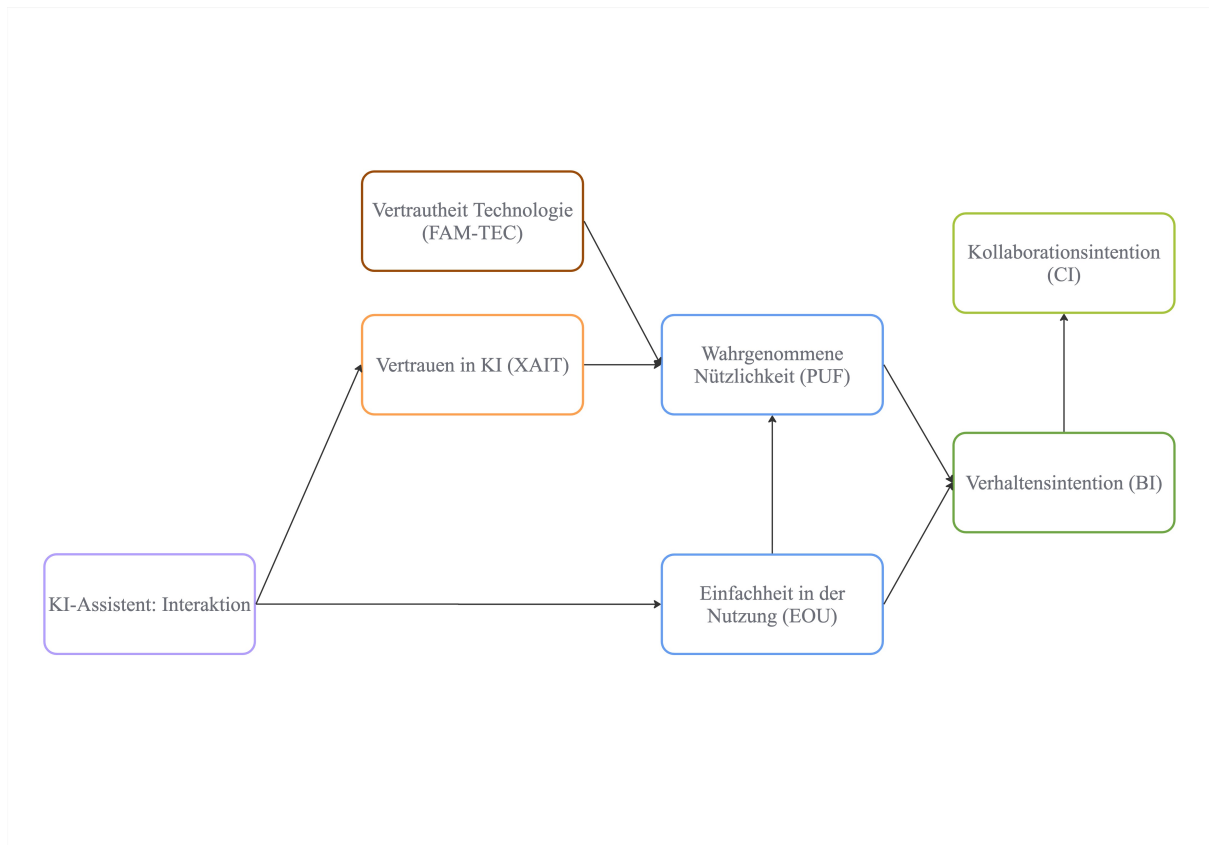 Vertrautheit Technologie
(FAM-TEC)
Kollaborationsintention
(CI)
Vertrauen in KI (XAIT)
Wahrgenommene
Nützlichkeit (PUF)
Verhaltensintention (BI)
KI-Assistent: Interaktion
Einfachheit in der
Nutzung (EOU)